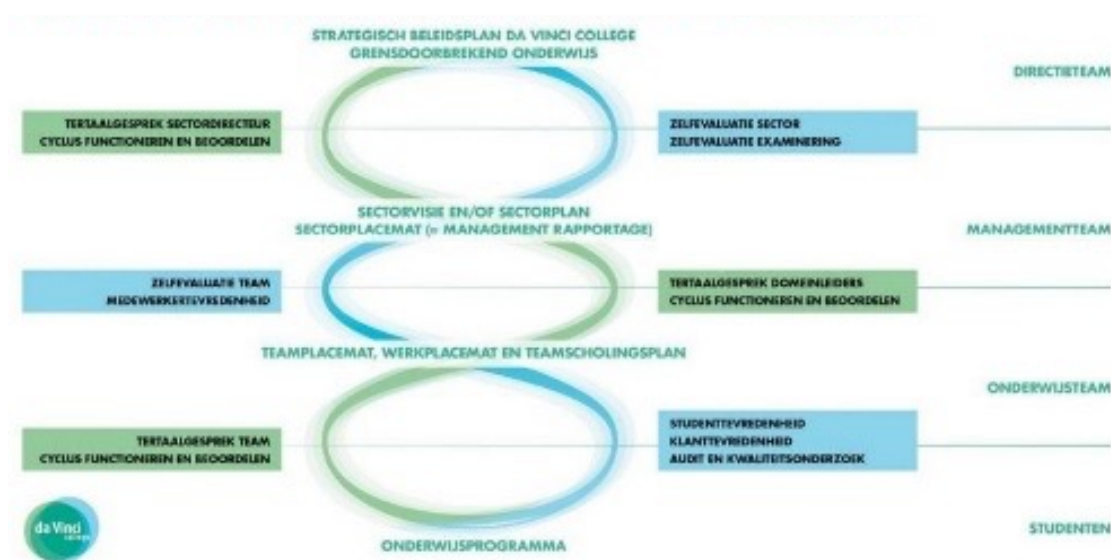 STRATEGISCH BELEIDSPLAN DA VINCI COLLEGE
GRENSDOORBREKEND ONDERWIJS
DIRECTIETEAM
TERTAALGESPREK SECTORDIRECTEUR
CYCLUS FUNCTIONEREN EN BEOORDELEN
ZELFEVALUATIE SECTOR
ZELFEVALUATIE EXAMINERING
SECTORVISIE EN/OF SECTORPLAN
SECTORPLACEMAT (= MANAGEMENT RAPPORTAGE)
MANAGEMENTTEAM
ZELFEVALUATIE TEAM
MEDEWERKERTEVREDENHEID
TERTAALGESPREK DOMEINLEIDERS
CYCLUS FUNCTIONEREN EN BEOORDELEN
TEAMPLACEMAT, WERKPLACEMAT EN TEAMSCHOLINGSPLAN
ONDERWIJSTEAM
TERTAALGESPREK TEAM
CYCLUS FUNCTIONEREN EN BEOORDELEN
STUDENTTEVREDENHEID
KLANTTEVREDENHEID
AUDIT EN KWALITEITSONDERZOEK
da Vinci
college
STUDENTEN
ONDERWIJSPROGRAMMA